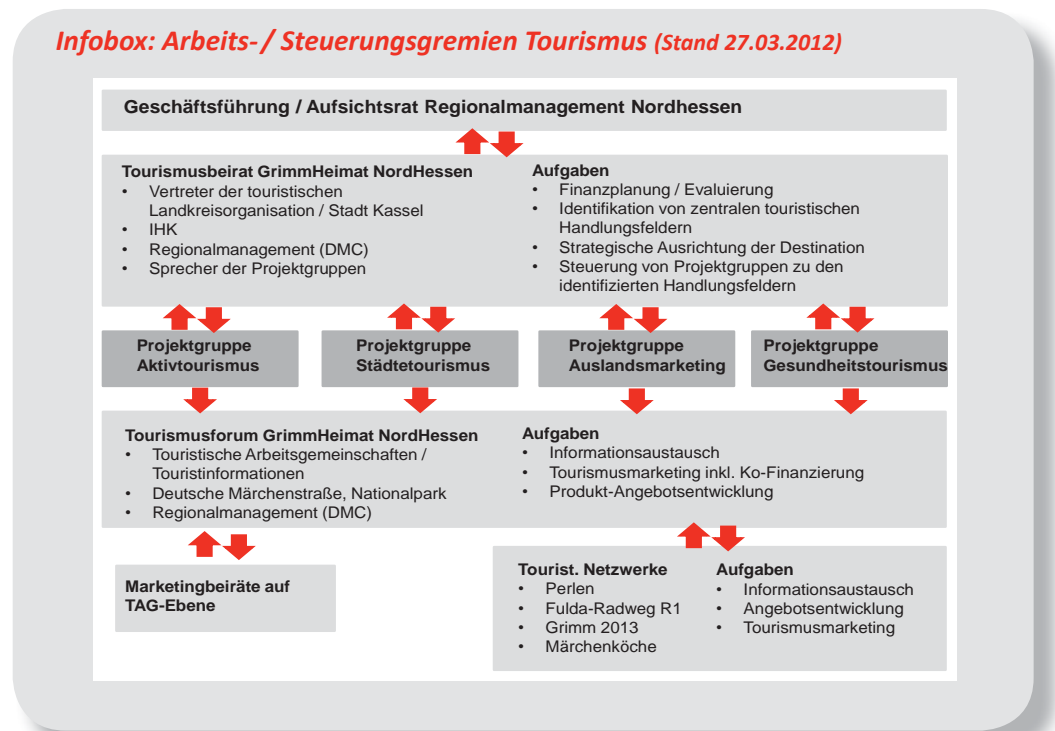 Infobox: Arbeits- / Steuerungsgremien Tourismus (Stand 27.03.2012)
Geschäftsführung / Aufsichtsrat Regionalmanagement Nordhessen
Tourismusbeirat GrimmHeimat NordHessen
• Vertreter der touristischen
Landkreisorganisation / Stadt Kassel
• IHK
• Regionalmanagement (DMC)
• Sprecher der Projektgruppen
Aufgaben
• Finanzplanung / Evaluierung
• Identifikation von zentralen touristischen
Handlungsfeldern
• Strategische Ausrichtung der Destination
• Steuerung von Projektgruppen zu den
identifizierten Handlungsfeldern
Projektgruppe
Aktivtourismus
Projektgruppe
Städtetourismus
Projektgruppe
Auslandsmarketing
Projektgruppe
Gesundheitstourismus
Tourismusforum GrimmHeimat NordHessen
• Touristische Arbeitsgemeinschaften /
Touristinformationen
• Deutsche Märchenstraße, Nationalpark
• Regionalmanagement (DMC)
Aufgaben
• Informationsaustausch
• Tourismusmarketing inkl. Ko-Finanzierung
• Produkt-Angebotsentwicklung
Marketingbeiräte auf
TAG-Ebene
Tourist. Netzwerke
• Perlen
• Fulda-Radweg R1
• Grimm 2013
• Märchenköche
Aufgaben
• Informationsaustausch
• Angebotsentwicklung
• Tourismusmarketing